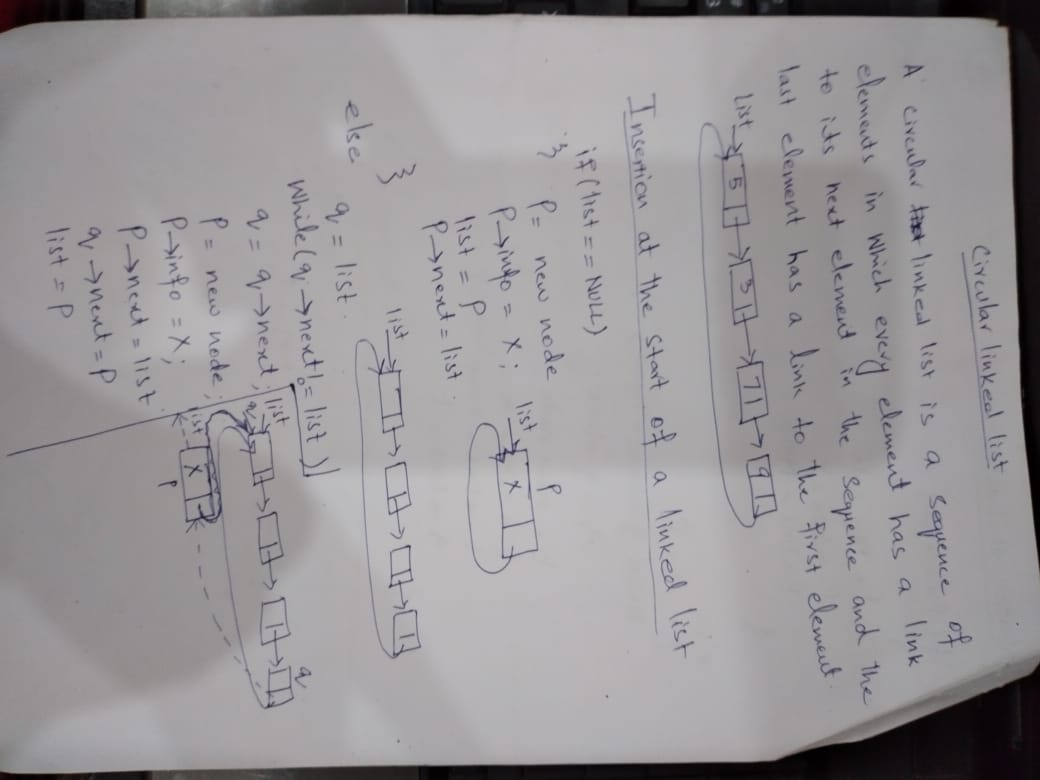 Circular linked list
A circular linked list is a sequence of
elements in which every element has a link
to its next element in the sequence and the
last element has a link to the first element.
List 5 3 7 9
Insertion at the start of a linked list
if(list == NULL)
{ p = new node
p→info = x;
list = p
p→next = list
list p
x
}
else
list
q = list.
while(q→next != list)
q = q→next;
p = new node;
p→info = x;
p→next = list.
q→next = p
list = p
list
q
q
list
x
p